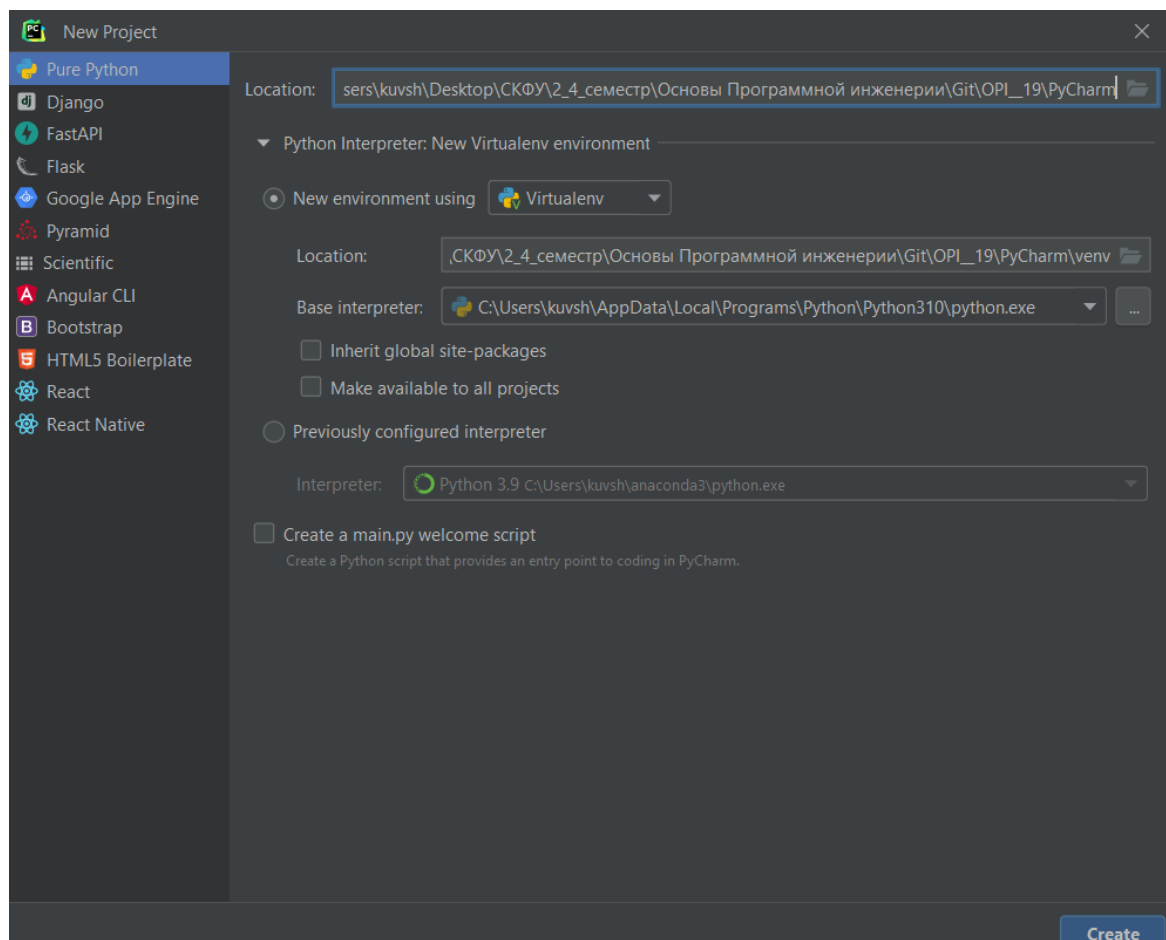 New Project
Pure Python
Django
FastAPI
Flask
Google App Engine
Pyramid
Scientific
Angular CLI
Bootstrap
HTML5 Boilerplate
React
React Native
Location: sers\kuvsh\Desktop\СКФУ\2_4_семестр\Основы Программной инженерии\Git\OPI__19\PyCharm
Python Interpreter: New Virtualenv environment
New environment using Virtualenv
Location: СКФУ\2_4_семестр\Основы Программной инженерии\Git\OPI__19\PyCharm\venv
Base interpreter: C:\Users\kuvsh\AppData\Local\Programs\Python\Python310\python.exe ...
Inherit global site-packages
Make available to all projects
Previously configured interpreter
Interpreter: Python 3.9 C:\Users\kuvsh\anaconda3\python.exe
Create a main.py welcome script
Create a Python script that provides an entry point to coding in PyCharm.
Create